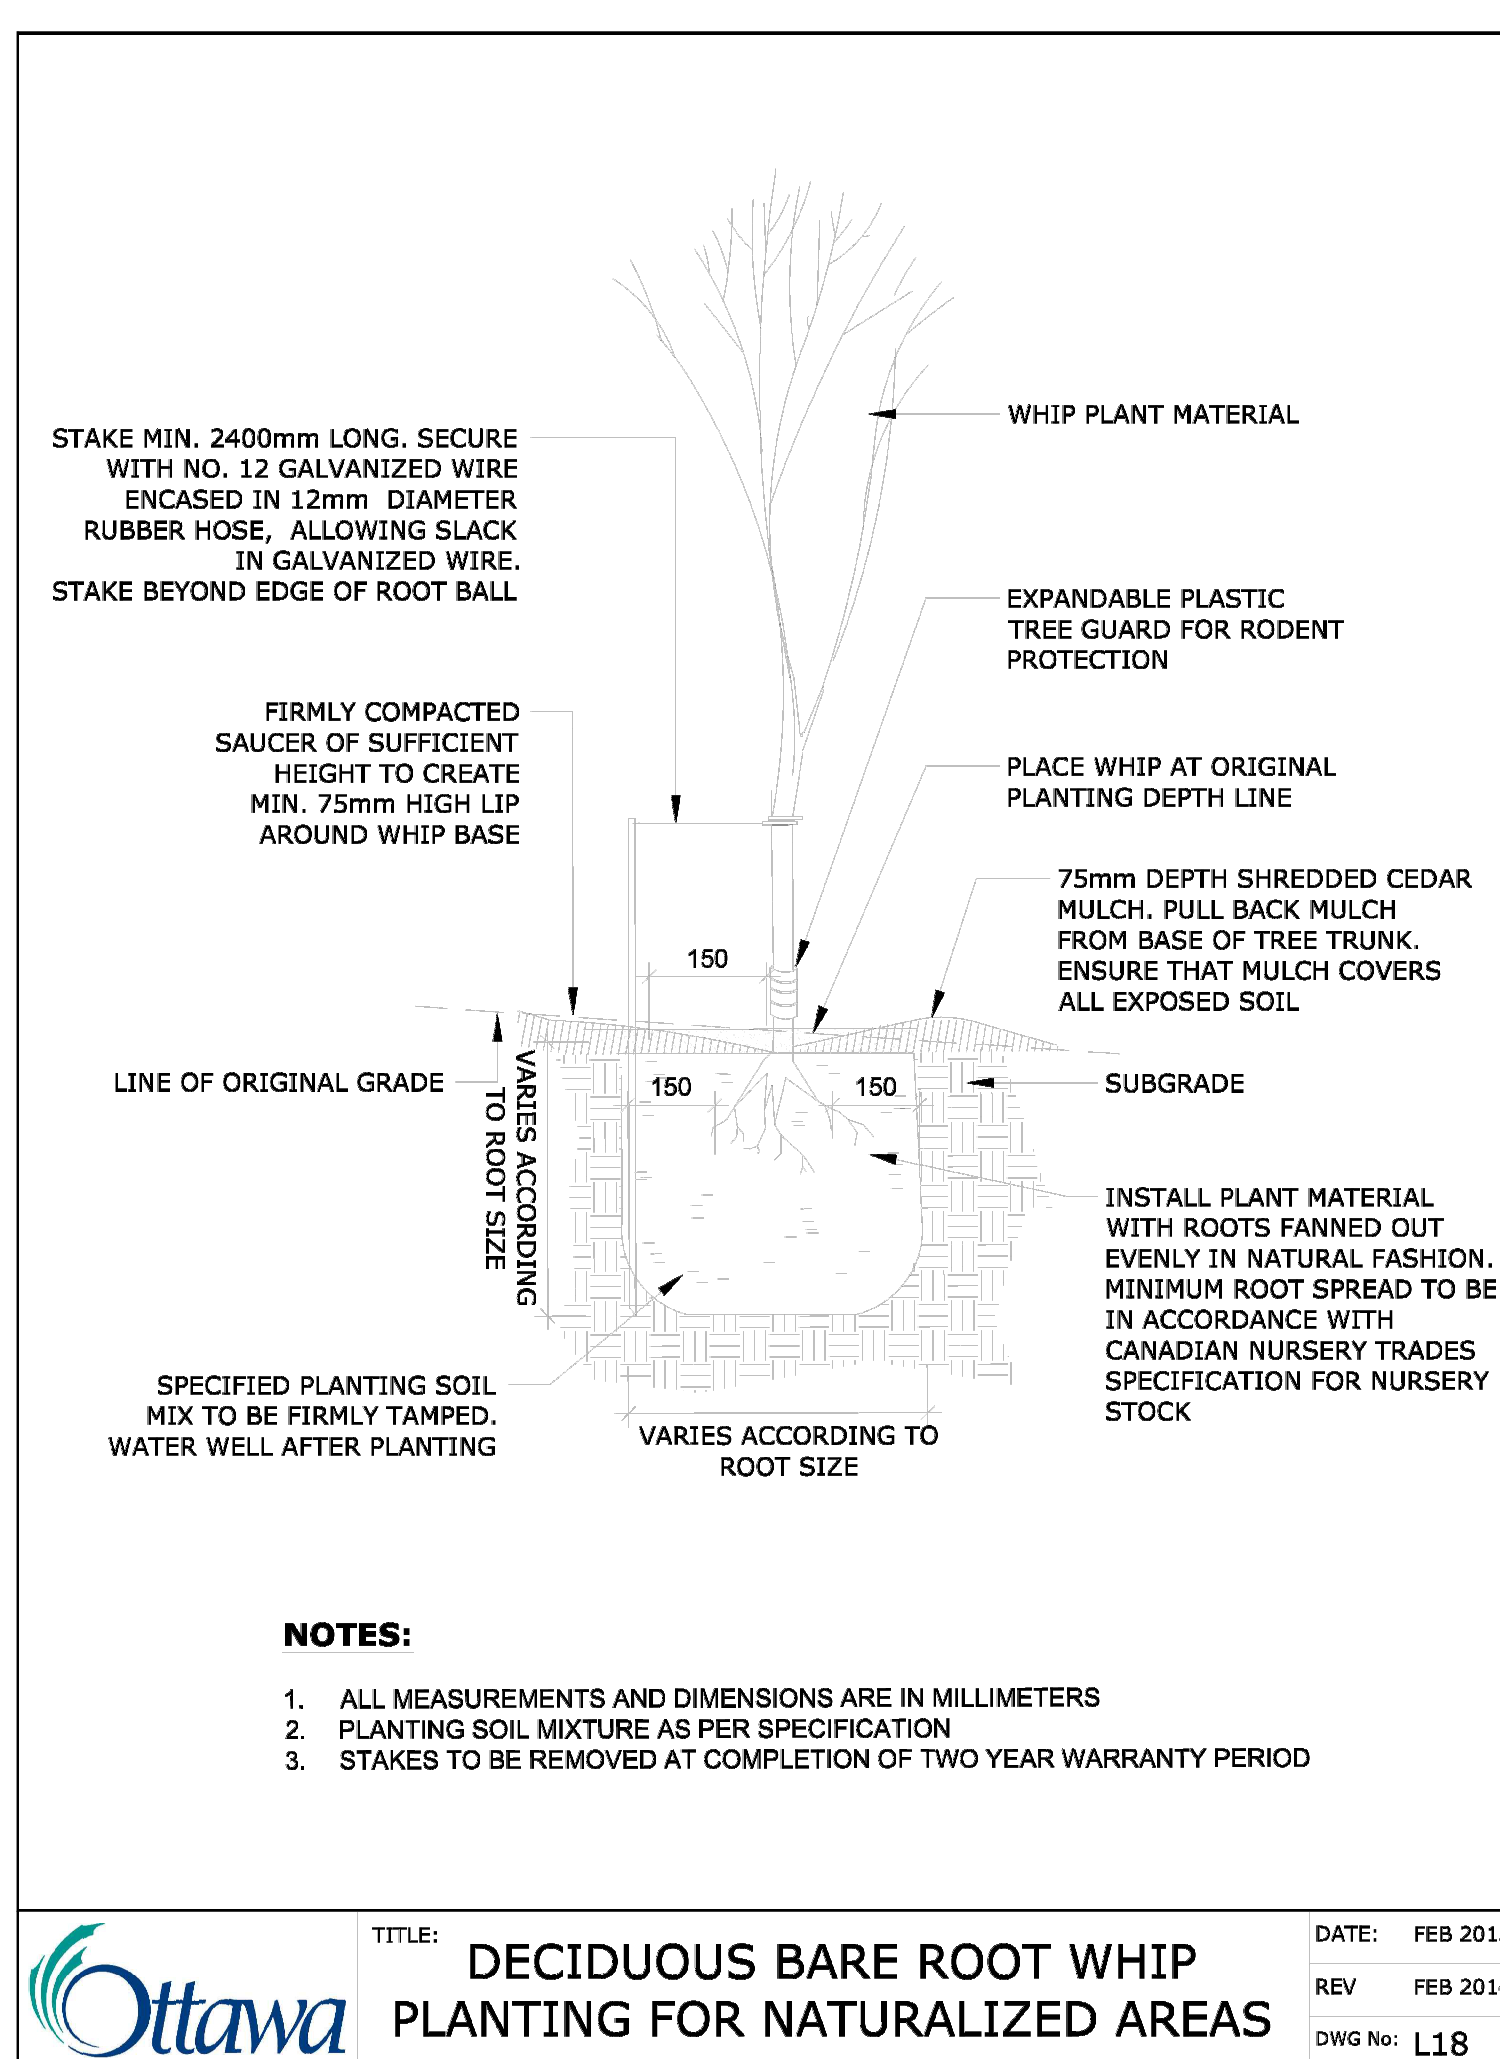 WHIP PLANT MATERIAL
STAKE MIN. 2400mm LONG. SECURE
WITH NO. 12 GALVANIZED WIRE
ENCASED IN 12mm DIAMETER
RUBBER HOSE, ALLOWING SLACK
IN GALVANIZED WIRE.
STAKE BEYOND EDGE OF ROOT BALL
EXPANDABLE PLASTIC
TREE GUARD FOR RODENT
PROTECTION
FIRMLY COMPACTED
SAUCER OF SUFFICIENT
HEIGHT TO CREATE
MIN. 75mm HIGH LIP
AROUND WHIP BASE
PLACE WHIP AT ORIGINAL
PLANTING DEPTH LINE
75mm DEPTH SHREDDED CEDAR
MULCH. PULL BACK MULCH
FROM BASE OF TREE TRUNK.
ENSURE THAT MULCH COVERS
ALL EXPOSED SOIL
150
LINE OF ORIGINAL GRADE
VARIES ACCORDING
TO ROOT SIZE
150
150
SUBGRADE
INSTALL PLANT MATERIAL
WITH ROOTS FANNED OUT
EVENLY IN NATURAL FASHION.
MINIMUM ROOT SPREAD TO BE
IN ACCORDANCE WITH
CANADIAN NURSERY TRADES
SPECIFICATION FOR NURSERY
STOCK
SPECIFIED PLANTING SOIL
MIX TO BE FIRMLY TAMPED.
WATER WELL AFTER PLANTING
VARIES ACCORDING TO
ROOT SIZE
NOTES:
1. ALL MEASUREMENTS AND DIMENSIONS ARE IN MILLIMETERS
2. PLANTING SOIL MIXTURE AS PER SPECIFICATION
3. STAKES TO BE REMOVED AT COMPLETION OF TWO YEAR WARRANTY PERIOD
Ottawa
TITLE:
DECIDUOUS BARE ROOT WHIP
PLANTING FOR NATURALIZED AREAS
DATE: FEB
REV FEB
DWG No: L18